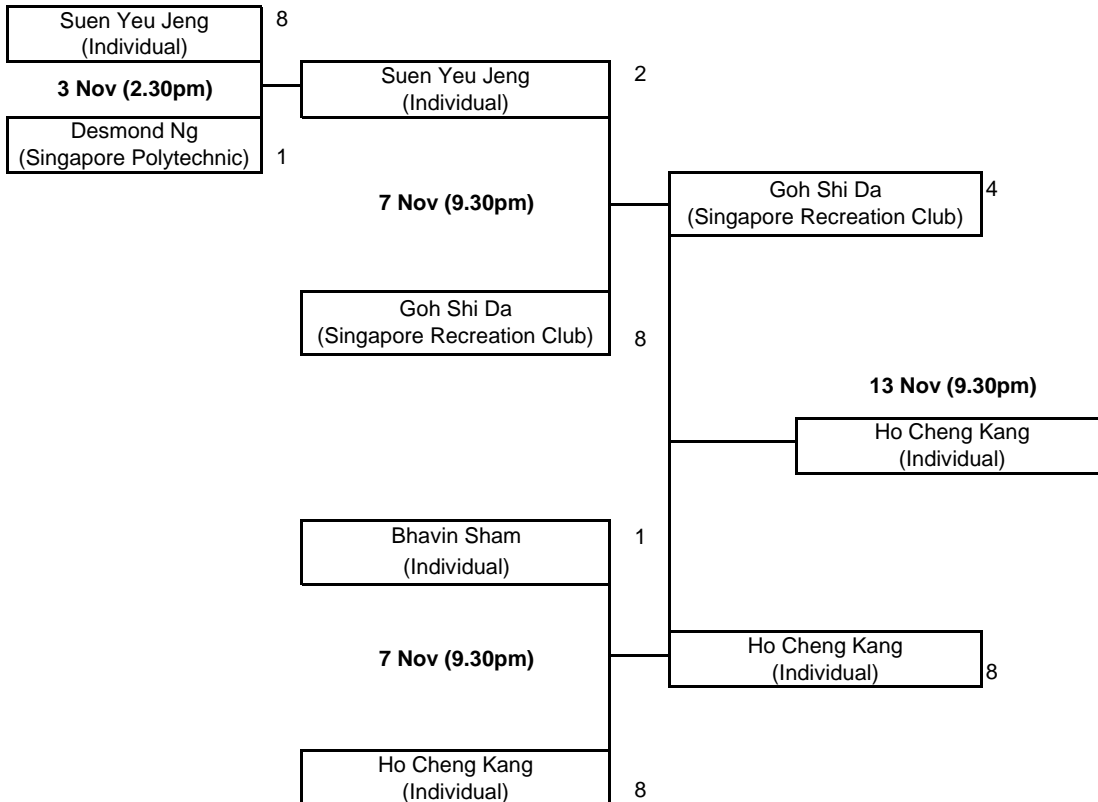 Suen Yeu Jeng
(Individual)
8
3 Nov (2.30pm)
Desmond Ng
(Singapore Polytechnic)
1
Suen Yeu Jeng
(Individual)
2
7 Nov (9.30pm)
Goh Shi Da
(Singapore Recreation Club)
8
Goh Shi Da
(Singapore Recreation Club)
4
13 Nov (9.30pm)
Ho Cheng Kang
(Individual)
Bhavin Sham
(Individual)
1
7 Nov (9.30pm)
Ho Cheng Kang
(Individual)
8
Ho Cheng Kang
(Individual)
8